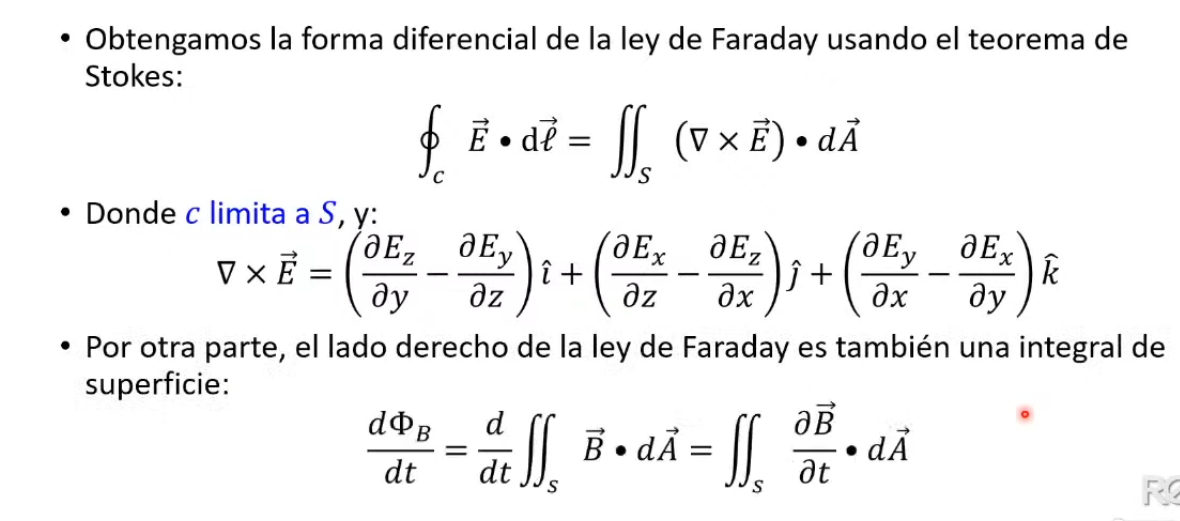 • Obtengamos la forma diferencial de la ley de Faraday usando el teorema de
Stokes:
∮_c E⃗ • dℓ⃗ = ∬_S (∇ × E⃗) • dA⃗
• Donde c limita a S, y:
∇ × E⃗ = (∂E_z/∂y − ∂E_y/∂z) î + (∂E_x/∂z − ∂E_z/∂x) ĵ + (∂E_y/∂x − ∂E_x/∂y) k̂
• Por otra parte, el lado derecho de la ley de Faraday es también una integral de
superficie:
dΦ_B/dt = d/dt ∬_S B⃗ • dA⃗ = ∬_S ∂B⃗/∂t • dA⃗